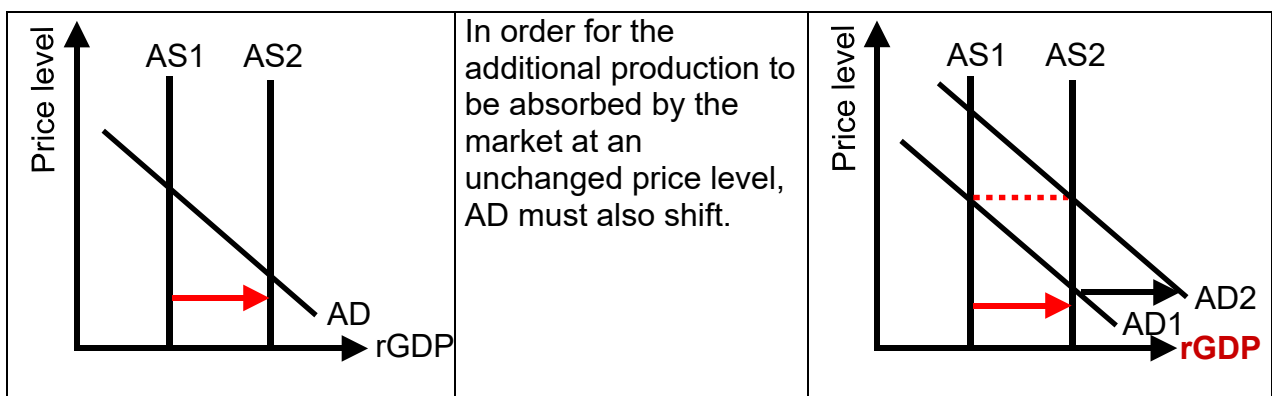 Price level
AS1 AS2
AD
rGDP
In order for the
additional production to
be absorbed by the
market at an
unchanged price level,
AD must also shift.
Price level
AS1 AS2
AD2
AD1
rGDP